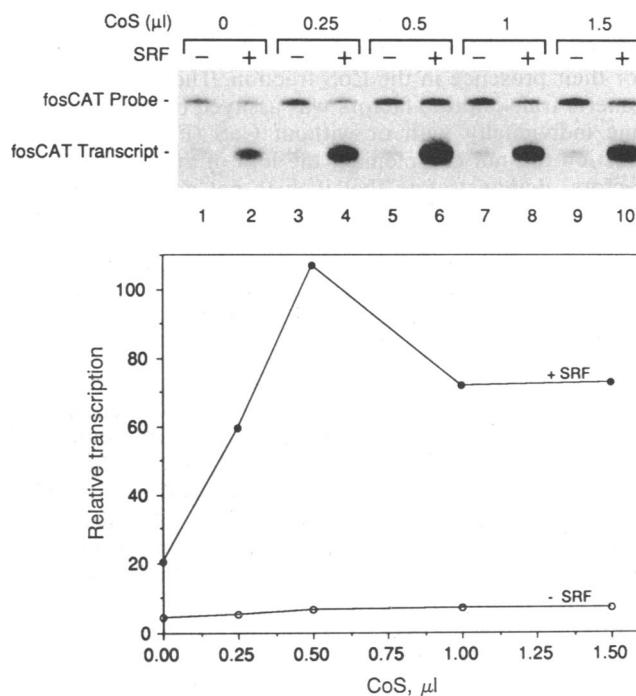 CoS (µl) 0 0.25 0.5 1 1.5
SRF − + − + − + − + − +
fosCAT Probe -
fosCAT Transcript -
1 2 3 4 5 6 7 8 9 10
Relative transcription
100
80
60
40
20
0
+ SRF
- SRF
0.00 0.25 0.50 0.75 1.00 1.25 1.50
CoS, µl